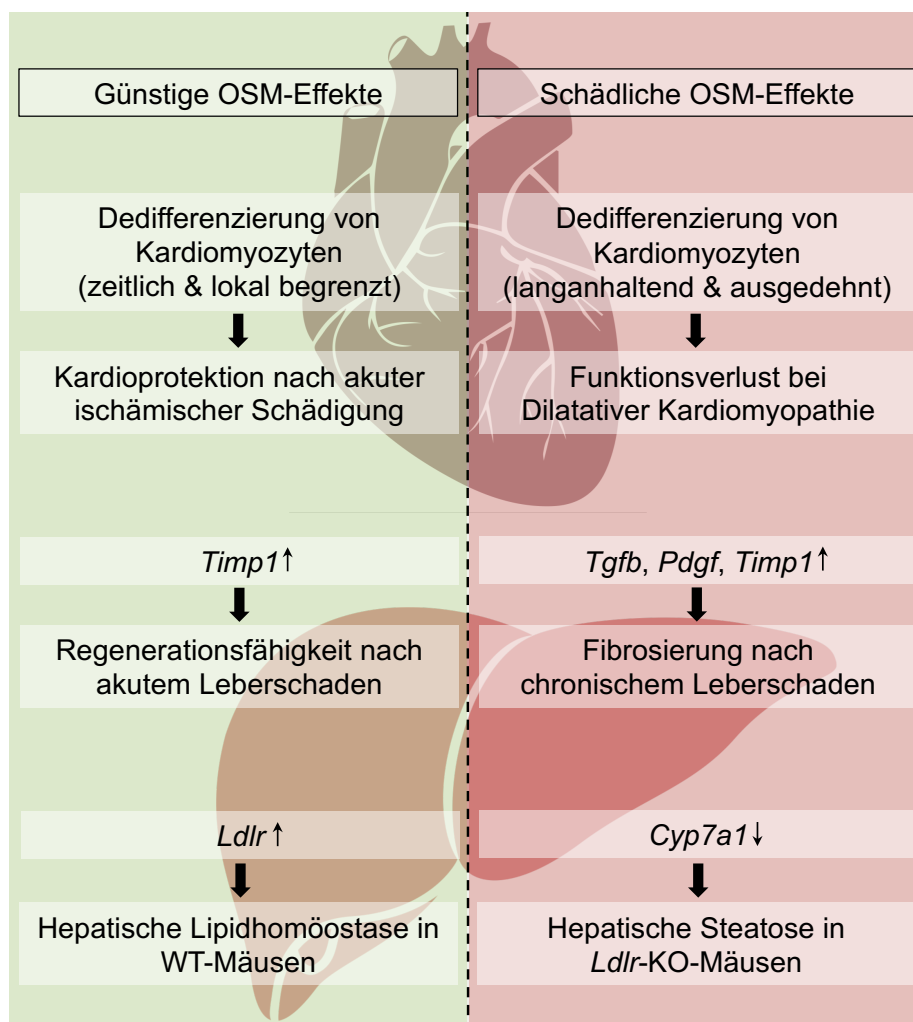 Günstige OSM-Effekte
Schädliche OSM-Effekte
Dedifferenzierung von
Kardiomyozyten
(zeitlich & lokal begrenzt)
Dedifferenzierung von
Kardiomyozyten
(langanhaltend & ausgedehnt)
Kardioprotektion nach akuter
ischämischer Schädigung
Funktionsverlust bei
Dilatativer Kardiomyopathie
Timp1↑
Tgfb, Pdgf, Timp1↑
Regenerationsfähigkeit nach
akutem Leberschaden
Fibrosierung nach
chronischem Leberschaden
Ldlr↑
Cyp7a1↓
Hepatische Lipidhomöostase in
WT-Mäusen
Hepatische Steatose in
Ldlr-KO-Mäusen